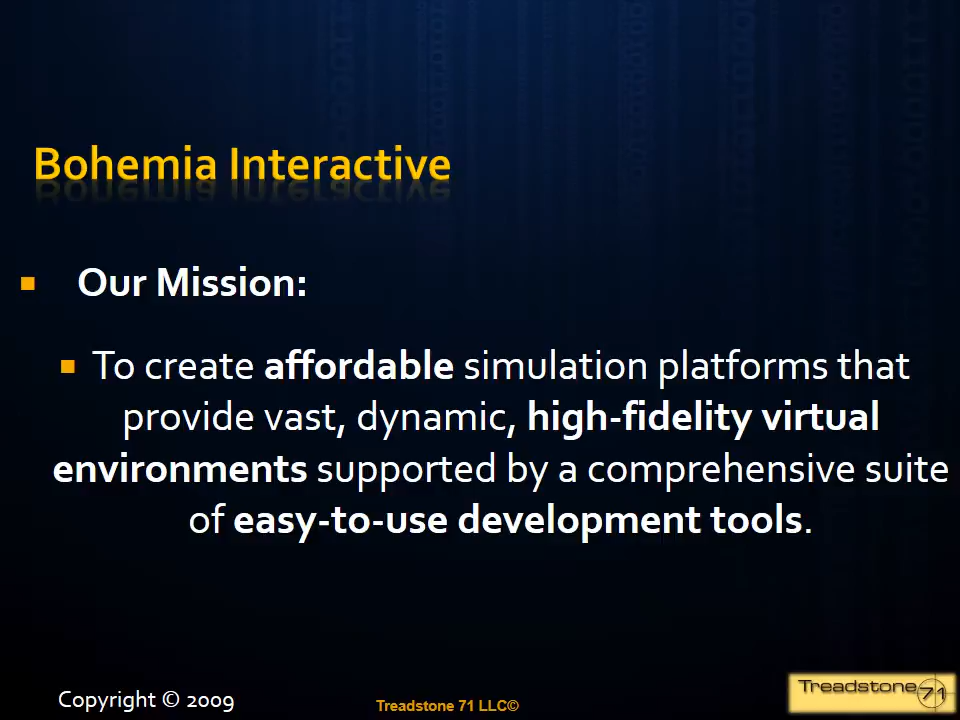 Bohemia Interactive
Our Mission:
To create affordable simulation platforms that
provide vast, dynamic, high-fidelity virtual
environments supported by a comprehensive suite
of easy-to-use development tools.
Copyright © 2009
Treadstone 71 LLC©
Treadstone 71